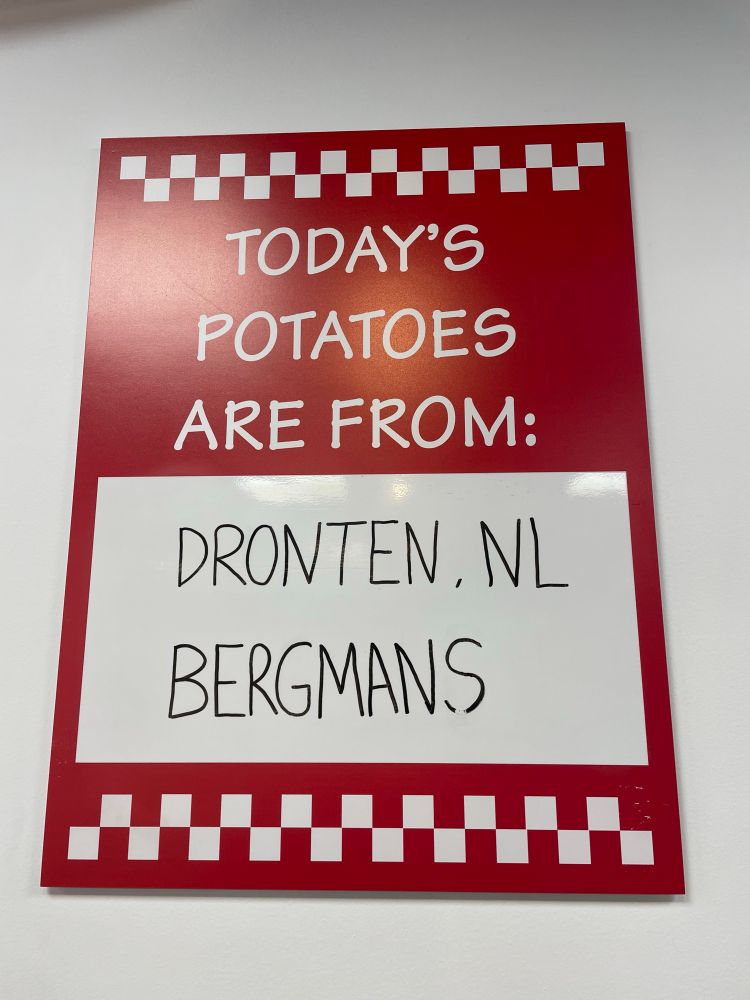 TODAY'S
POTATOES
ARE FROM:
DRONTEN, NL
BERGMANS